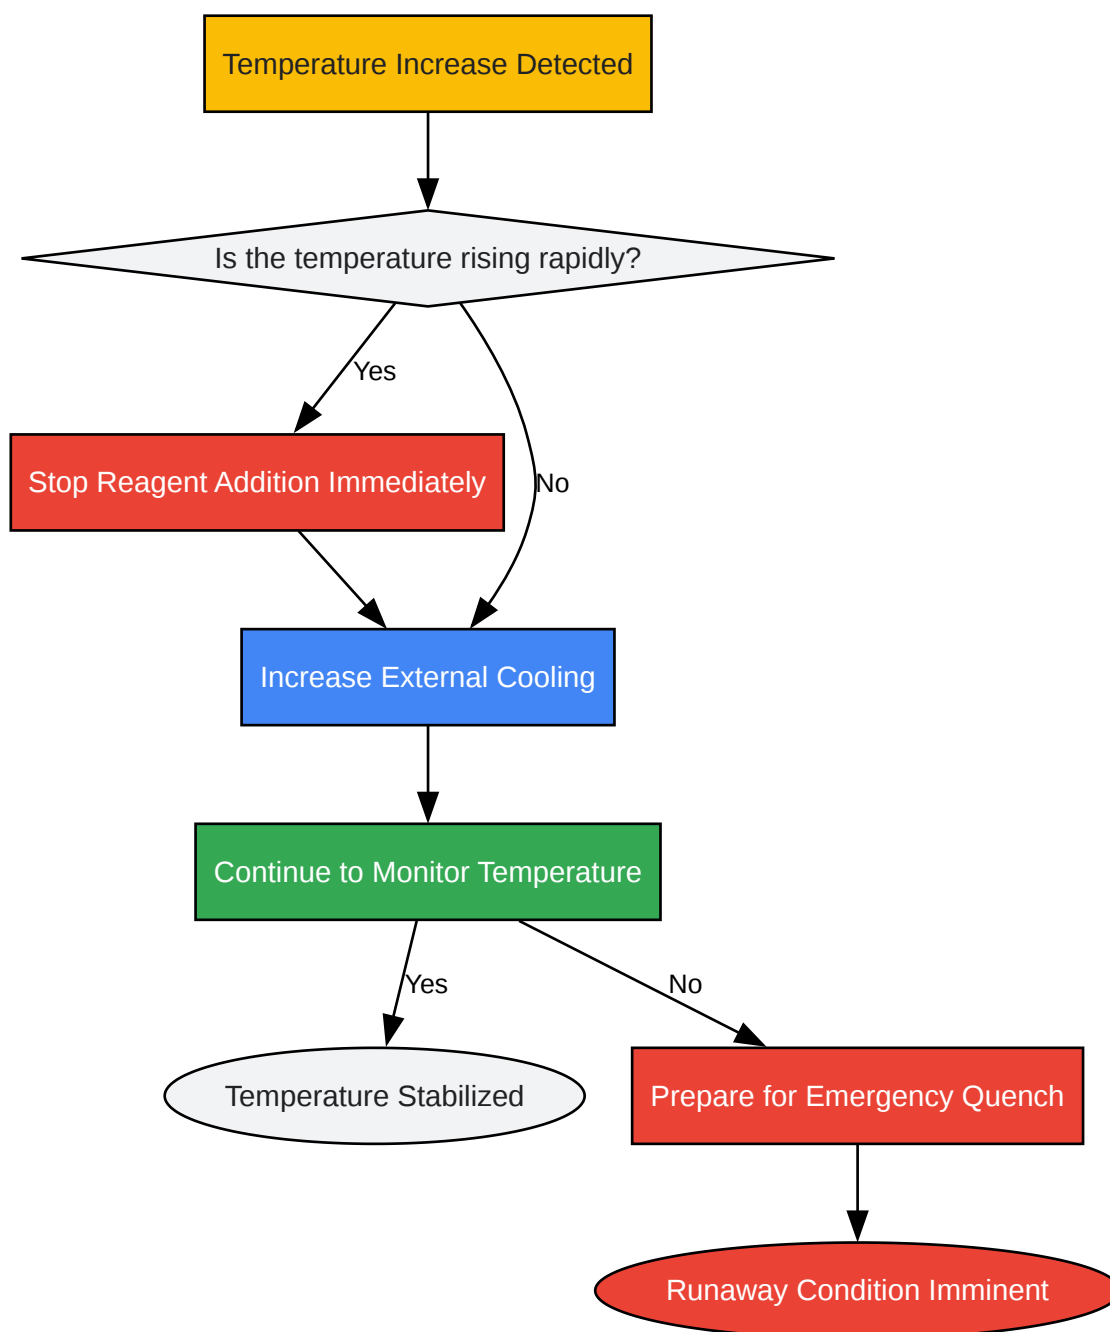 Temperature Increase Detected
Is the temperature rising rapidly?
Yes
Stop Reagent Addition Immediately
No
Increase External Cooling
Continue to Monitor Temperature
Yes
No
Temperature Stabilized
Prepare for Emergency Quench
Runaway Condition Imminent